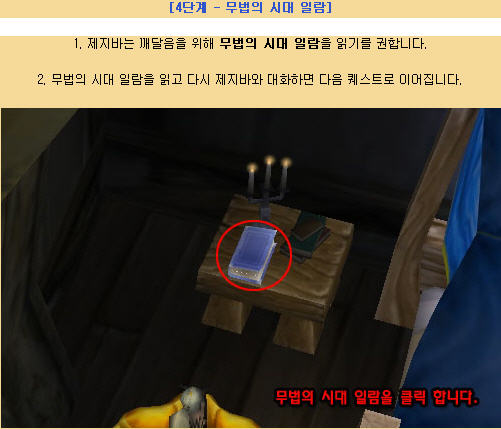 [4단계 - 무법의 시대 일람]
1. 제지바는 깨달음을 위해 무법의 시대 일람을 읽기를 권합니다.
2. 무법의 시대 일람을 읽고 다시 제지바와 대화하면 다음 퀘스트로 이어집니다.
무법의 시대 일람을 클릭 합니다.